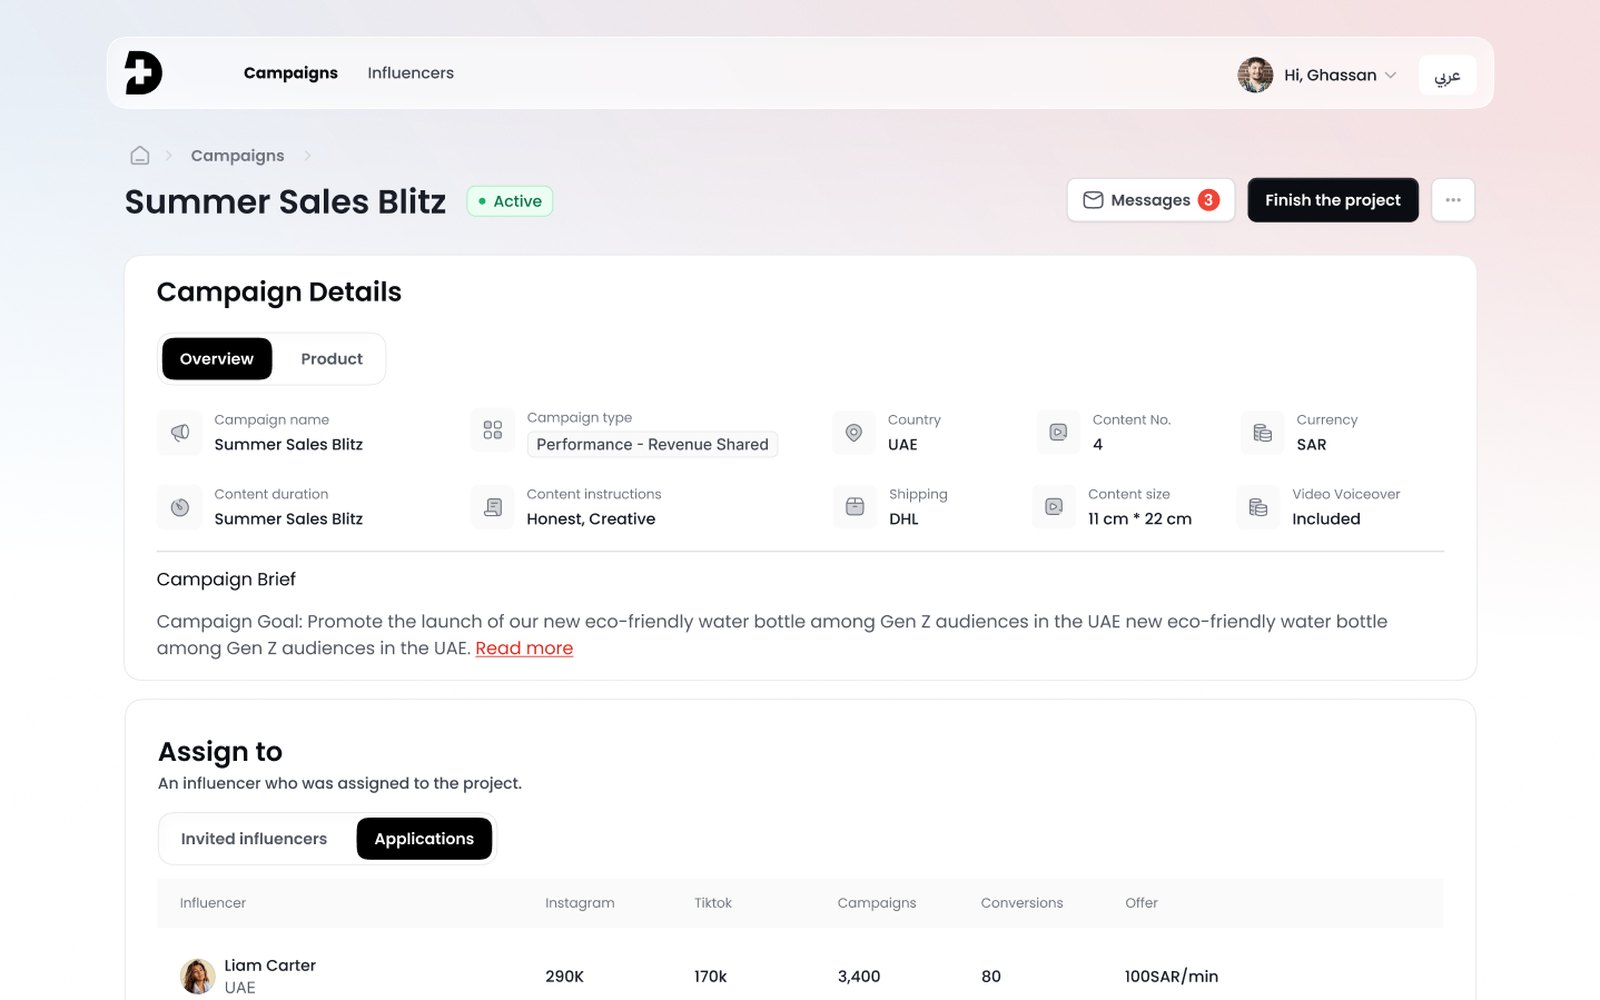 Campaigns Influencers Hi, Ghassan عربي
Campaigns
Summer Sales Blitz Active Messages 3 Finish the project
Campaign Details
Overview Product
Campaign name Campaign type Country Content No. Currency
Summer Sales Blitz Performance - Revenue Shared UAE 4 SAR
Content duration Content instructions Shipping Content size Video Voiceover
Summer Sales Blitz Honest, Creative DHL 11 cm * 22 cm Included
Campaign Brief
Campaign Goal: Promote the launch of our new eco-friendly water bottle among Gen Z audiences in the UAE new eco-friendly water bottle
among Gen Z audiences in the UAE. Read more
Assign to
An influencer who was assigned to the project.
Invited influencers Applications
Influencer Instagram Tiktok Campaigns Conversions Offer
Liam Carter
UAE
290K 170k 3,400 80 100SAR/min